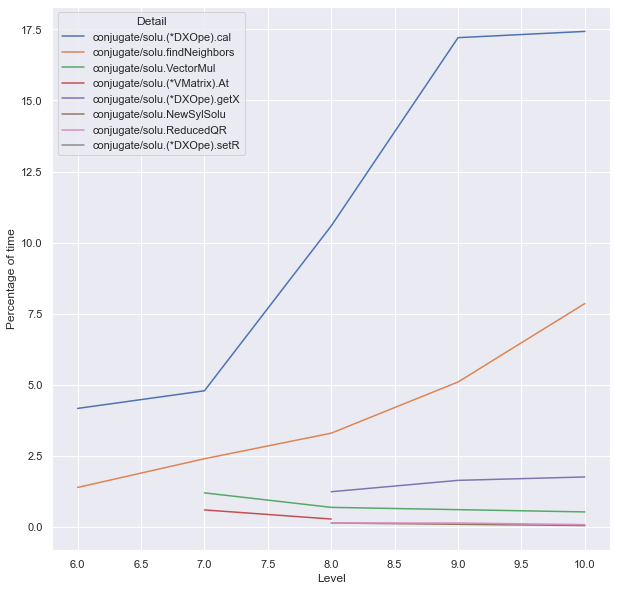 Detail
conjugate/solu.(*DXOpe).cal
conjugate/solu.findNeighbors
conjugate/solu.VectorMul
conjugate/solu.(*VMatrix).At
conjugate/solu.(*DXOpe).getX
conjugate/solu.NewSylSolu
conjugate/solu.ReducedQR
conjugate/solu.(*DXOpe).setR
Percentage of time
17.5
15.0
12.5
10.0
7.5
5.0
2.5
0.0
6.0 6.5 7.0 7.5 8.0 8.5 9.0 9.5 10.0
Level